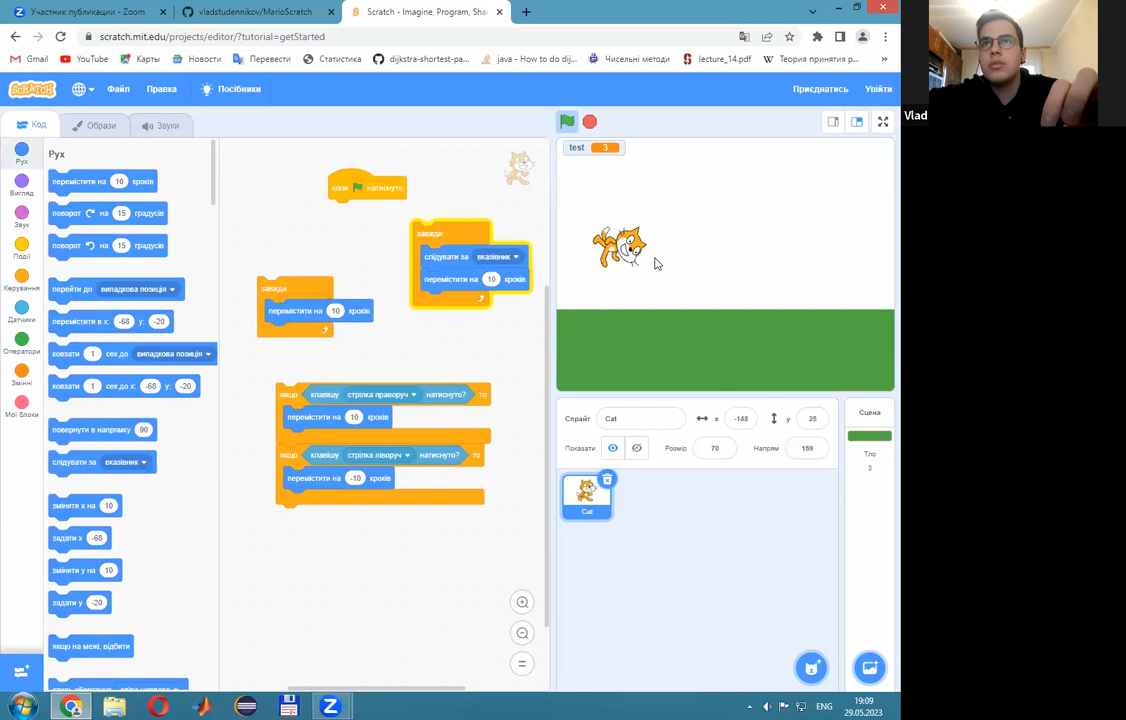 Участник публикации - Zoom
vladstudennikov/MarioScratch
Scratch - Imagine, Program, Shar
scratch.mit.edu/projects/editor/?tutorial=getStarted
Gmail
YouTube
Карты
Новости
Перевести
Статистика
dijkstra-shortest-pa...
java - How to do dij...
Чисельні методи
lecture_14.pdf
Теория принятия р
SCRATCH
Файл
Правка
Посібники
Приєднатись
Увійти
Vlad
Код
Образи
Звуки
Рух
Вигляд
Звук
Події
Керування
Датчики
Оператори
Змінні
Мої блоки
Рух
перемістити на 10 кроків
поворот на 15 градусів
поворот на 15 градусів
перейти до випадкова позиція
перемістити в x: -68 y: -20
ковзати 1 сек до випадкова позиція
ковзати 1 сек до x: -68 y: -20
повернути в напрямку 90
слідувати за вказівник
змінити x на 10
задати x -68
змінити y на 10
задати y -20
якщо на межі, відбити
коли натиснуто
завжди
слідувати за вказівник
перемістити на 10 кроків
завжди
перемістити на 10 кроків
якщо клавішу стрілка праворуч натиснуто? то
перемістити на 10 кроків
якщо клавішу стрілка ліворуч натиснуто? то
перемістити на -10 кроків
test 3
Спрайт Cat x -148 y 25
Показати Розмір 70 Напрям 169
Cat
Сцена
Тло
3
ENG
19:09
29.05.2023